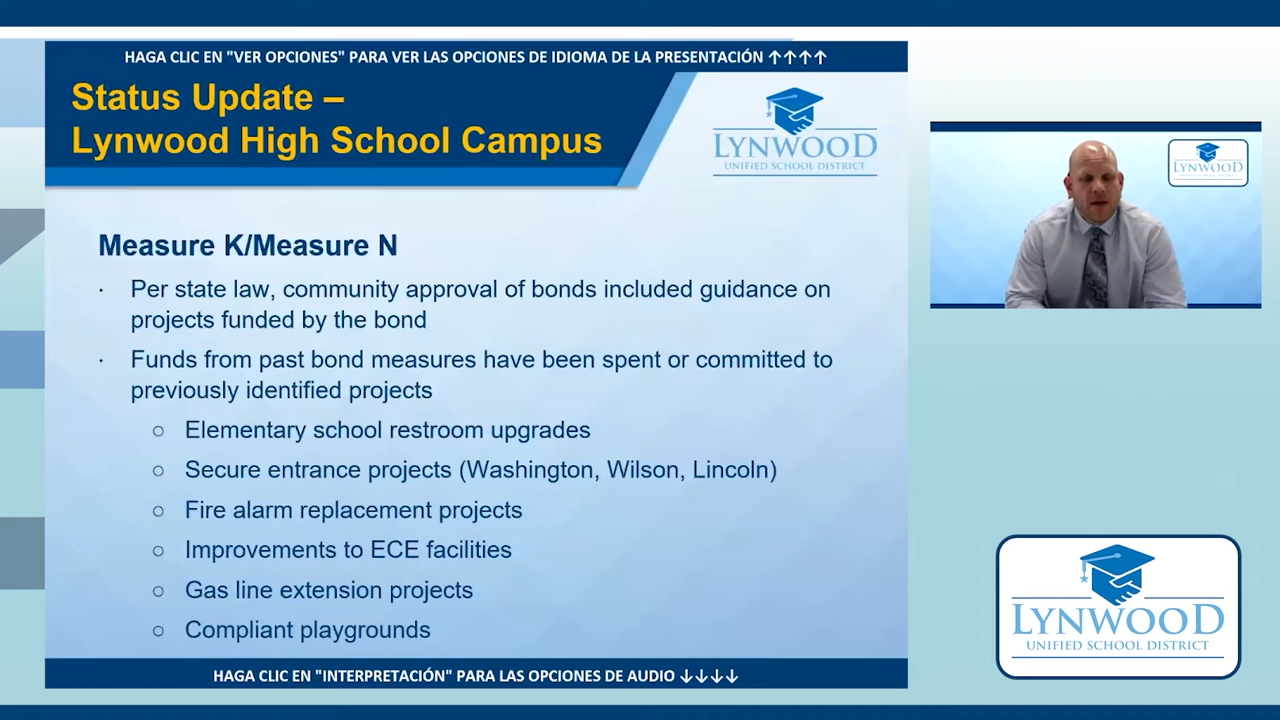 HAGA CLIC EN "VER OPCIONES" PARA VER LAS OPCIONES DE IDIOMA DE LA PRESENTACIÓN ↑↑↑↑
Status Update –
Lynwood High School Campus
LYNWOOD
UNIFIED SCHOOL DISTRICT
LYNWOOD
Measure K/Measure N
· Per state law, community approval of bonds included guidance on
projects funded by the bond
· Funds from past bond measures have been spent or committed to
previously identified projects
○ Elementary school restroom upgrades
○ Secure entrance projects (Washington, Wilson, Lincoln)
○ Fire alarm replacement projects
○ Improvements to ECE facilities
○ Gas line extension projects
○ Compliant playgrounds
LYNWOOD
UNIFIED SCHOOL DISTRICT
HAGA CLIC EN "INTERPRETACIÓN" PARA LAS OPCIONES DE AUDIO ↓↓↓↓